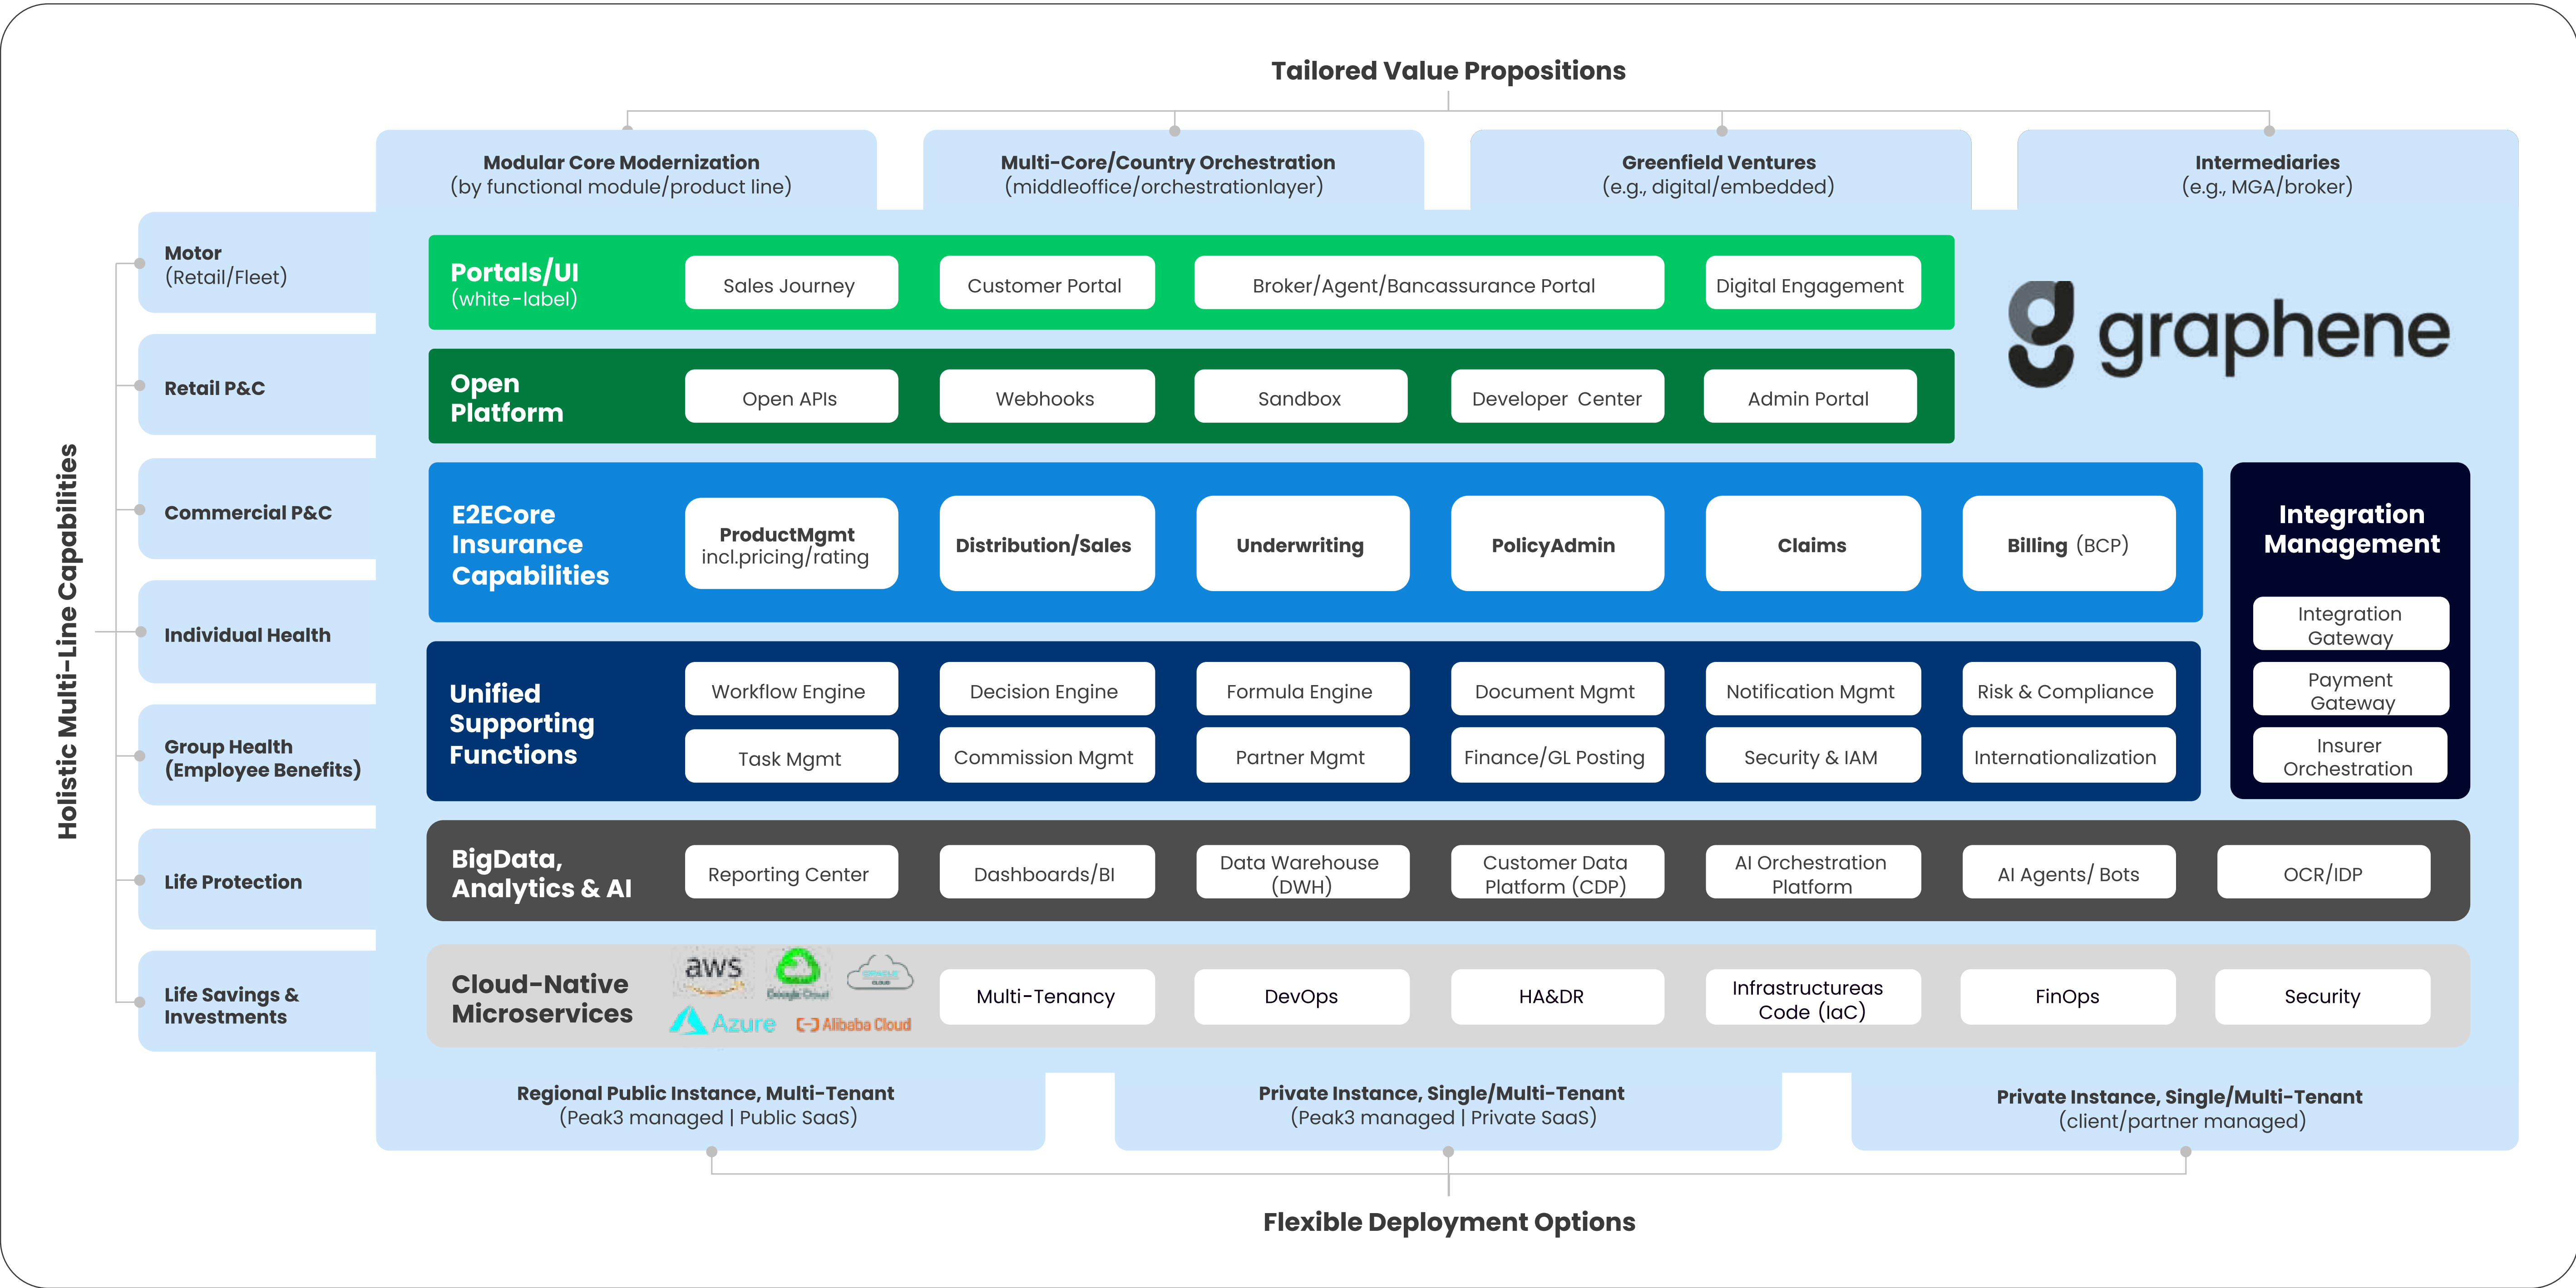 Tailored Value Propositions
Modular Core Modernization
(by functional module/product line)
Multi-Core/Country Orchestration
(middleoffice/orchestrationlayer)
Greenfield Ventures
(e.g., digital/embedded)
Intermediaries
(e.g., MGA/broker)
Holistic Multi-Line Capabilities
Motor
(Retail/Fleet)
Retail P&C
Commercial P&C
Individual Health
Group Health
(Employee Benefits)
Life Protection
Life Savings &
Investments
Portals/UI
(white-label)
Sales Journey
Customer Portal
Broker/Agent/Bancassurance Portal
Digital Engagement
graphene
Open
Platform
Open APIs
Webhooks
Sandbox
Developer Center
Admin Portal
E2ECore
Insurance
Capabilities
ProductMgmt
incl.pricing/rating
Distribution/Sales
Underwriting
PolicyAdmin
Claims
Billing (BCP)
Integration
Management
Integration
Gateway
Payment
Gateway
Insurer
Orchestration
Unified
Supporting
Functions
Workflow Engine
Decision Engine
Formula Engine
Document Mgmt
Notification Mgmt
Risk & Compliance
Task Mgmt
Commission Mgmt
Partner Mgmt
Finance/GL Posting
Security & IAM
Internationalization
BigData,
Analytics & AI
Reporting Center
Dashboards/BI
Data Warehouse
(DWH)
Customer Data
Platform (CDP)
AI Orchestration
Platform
AI Agents/ Bots
OCR/IDP
Cloud-Native
Microservices
aws
Google Cloud
ORACLE
CLOUD
Azure
Alibaba Cloud
Multi-Tenancy
DevOps
HA&DR
Infrastructureas
Code (IaC)
FinOps
Security
Regional Public Instance, Multi-Tenant
(Peak3 managed | Public SaaS)
Private Instance, Single/Multi-Tenant
(Peak3 managed | Private SaaS)
Private Instance, Single/Multi-Tenant
(client/partner managed)
Flexible Deployment Options